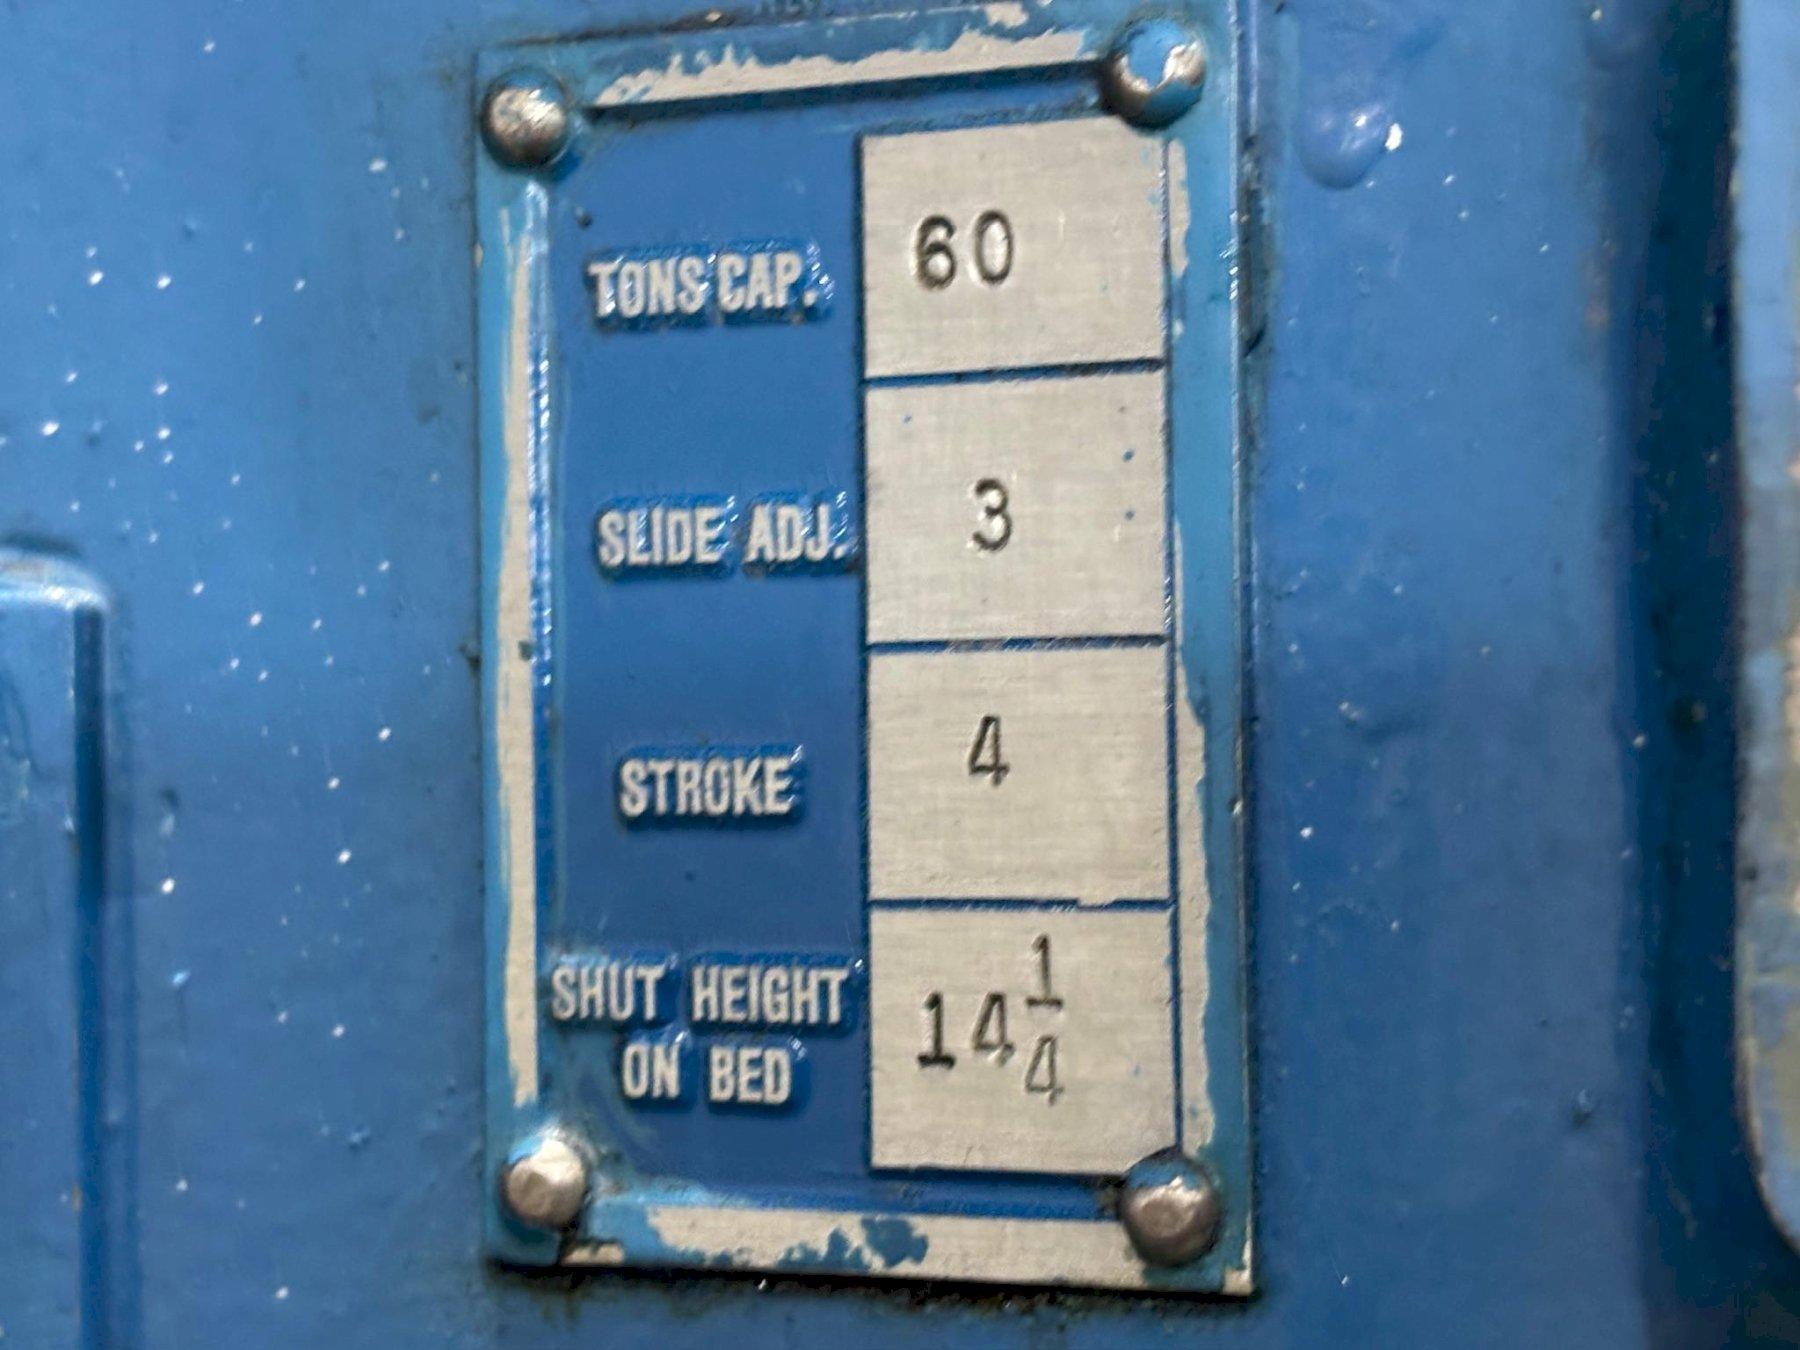 TONS CAP. 60
SLIDE ADJ. 3
STROKE 4
SHUT HEIGHT
ON BED 14 1/4